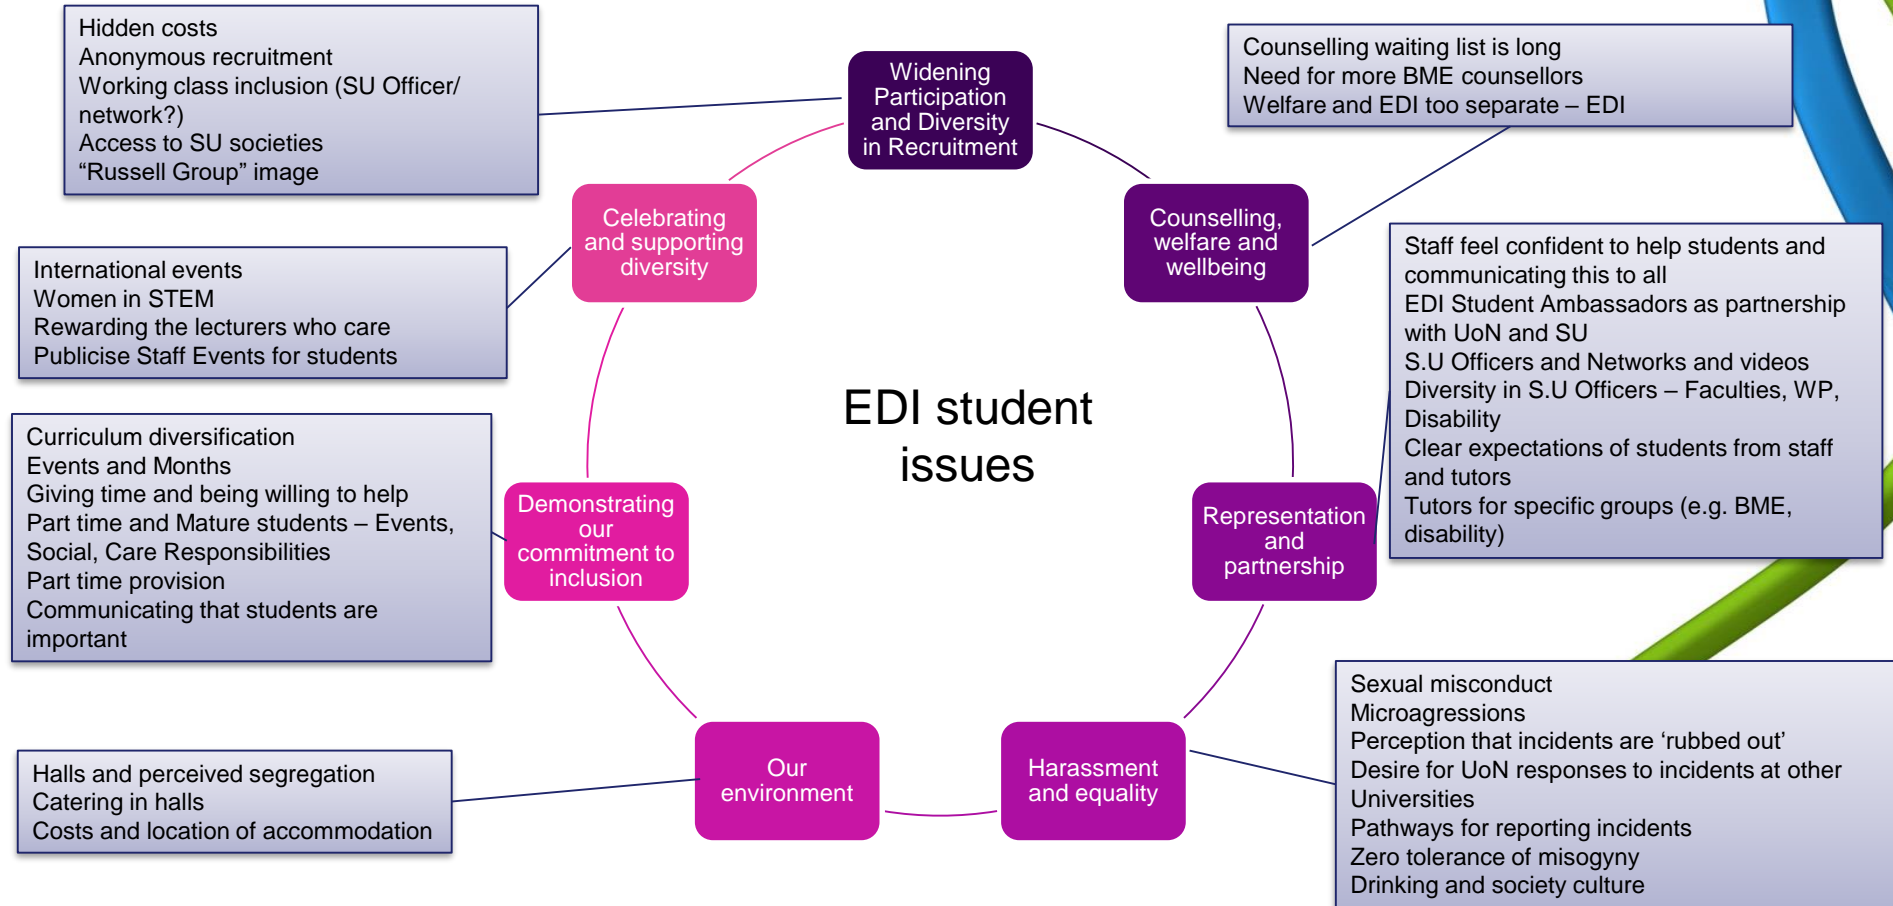 Hidden costs
Anonymous recruitment
Working class inclusion (SU Officer/
network?)
Access to SU societies
“Russell Group” image
Widening
Participation
and Diversity
in Recruitment
Counselling waiting list is long
Need for more BME counsellors
Welfare and EDI too separate – EDI
Celebrating
and supporting
diversity
Counselling,
welfare and
wellbeing
International events
Women in STEM
Rewarding the lecturers who care
Publicise Staff Events for students
Staff feel confident to help students and
communicating this to all
EDI Student Ambassadors as partnership
with UoN and SU
S.U Officers and Networks and videos
Diversity in S.U Officers – Faculties, WP,
Disability
Clear expectations of students from staff
and tutors
Tutors for specific groups (e.g. BME,
disability)
EDI student
issues
Curriculum diversification
Events and Months
Giving time and being willing to help
Part time and Mature students – Events,
Social, Care Responsibilities
Part time provision
Communicating that students are
important
Demonstrating
our
commitment to
inclusion
Representation
and
partnership
Halls and perceived segregation
Catering in halls
Costs and location of accommodation
Our
environment
Harassment
and equality
Sexual misconduct
Microagressions
Perception that incidents are ‘rubbed out’
Desire for UoN responses to incidents at other
Universities
Pathways for reporting incidents
Zero tolerance of misogyny
Drinking and society culture